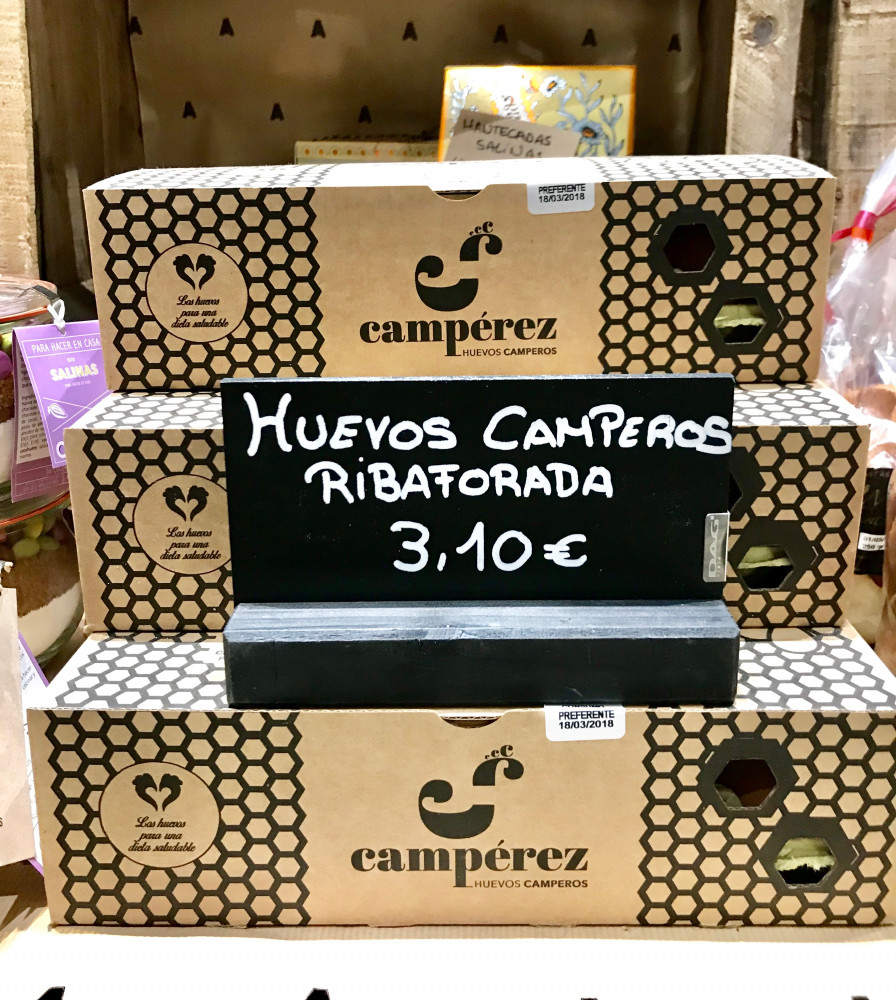 HAUTECADAS
SALINAS
PREFERENTE
18/03/2018
Los huevos
para una
dieta saludable
campérez
HUEVOS CAMPEROS
PARA HACER EN CASA
SALINAS
HUEVOS CAMPEROS
RIBAFORADA
3,10€
DAG
Los huevos
para una
dieta saludable
PREFERENTE
18/03/2018
Los huevos
para una
dieta saludable
campérez
HUEVOS CAMPEROS